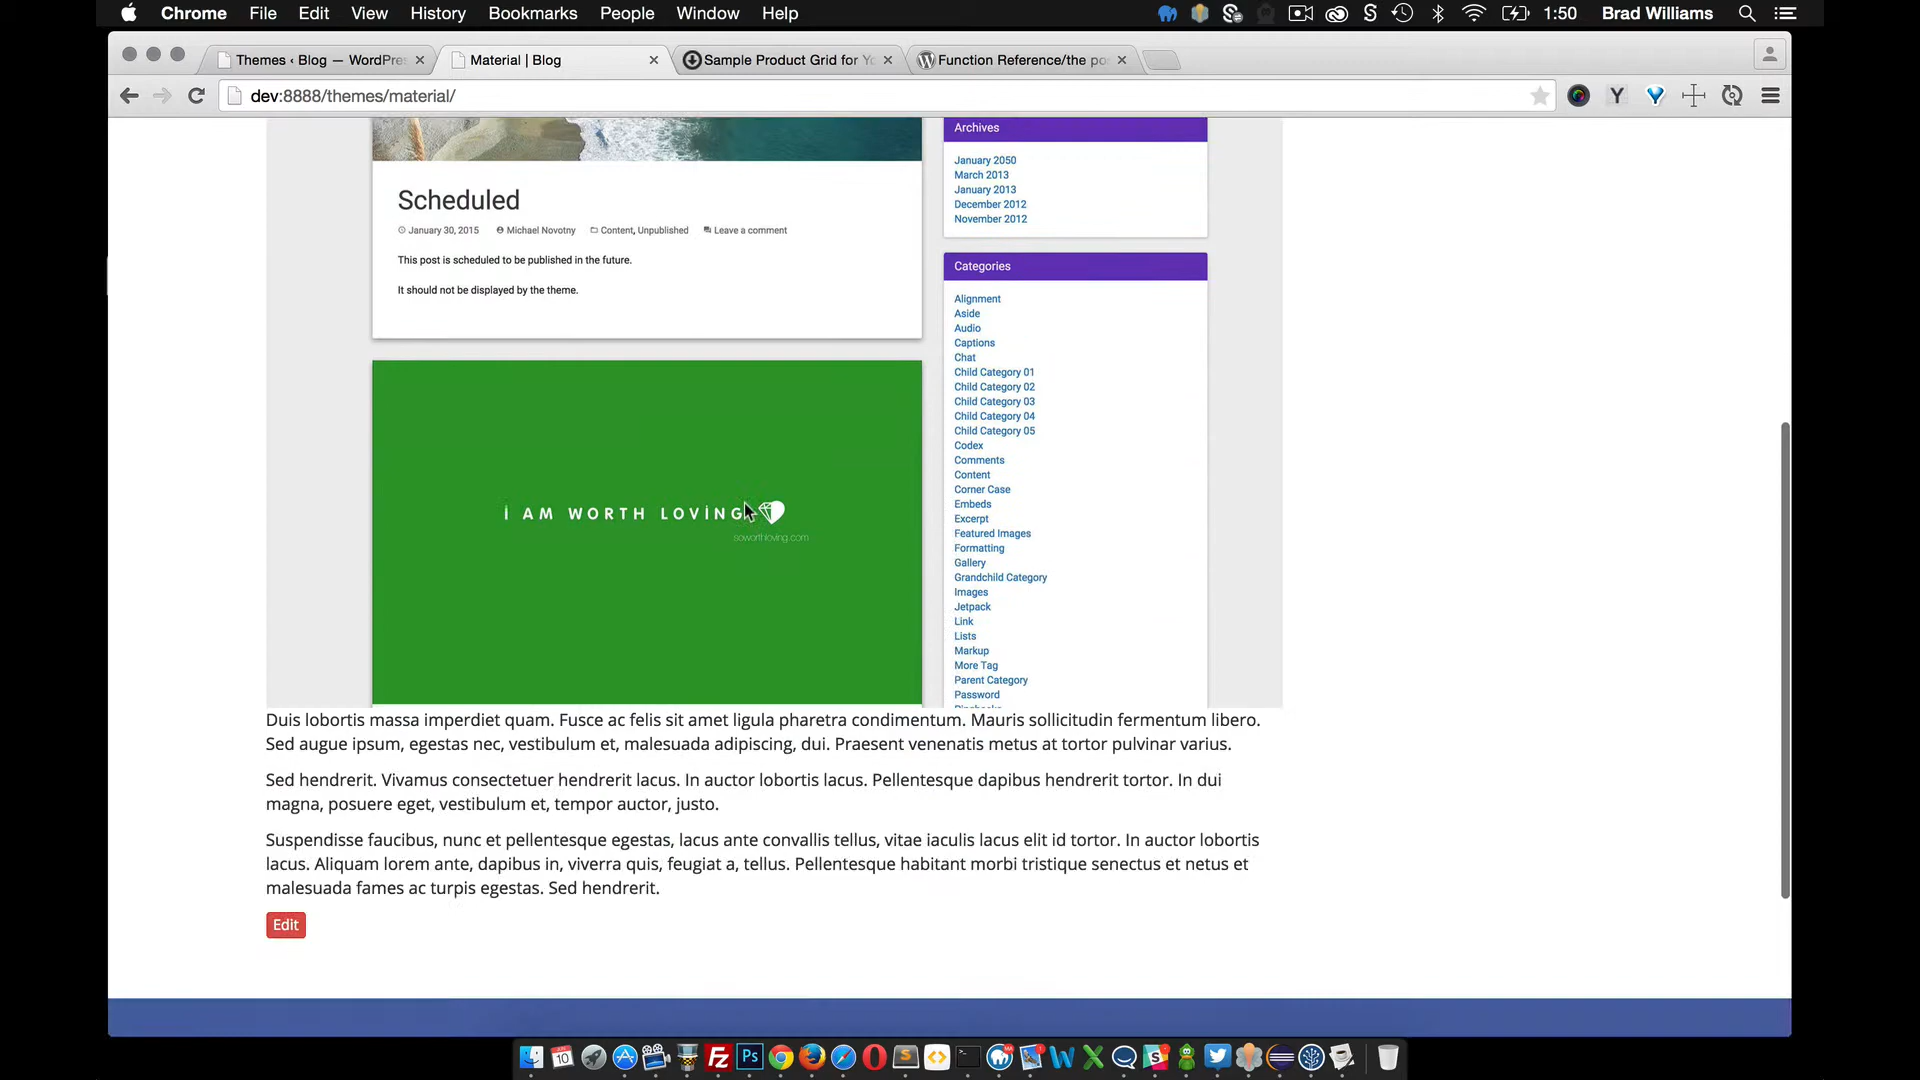 Chrome File Edit View History Bookmarks People Window Help
1:50 Brad Williams
Themes ‹ Blog — WordPres
Material | Blog
Sample Product Grid for Yo
Function Reference/the po
dev:8888/themes/material/
Scheduled
January 30, 2015 Michael Novotny Content, Unpublished Leave a comment
This post is scheduled to be published in the future.
It should not be displayed by the theme.
i AM WORTH LOViNG
soworthloving.com
Archives
January 2050
March 2013
January 2013
December 2012
November 2012
Categories
Alignment
Aside
Audio
Captions
Chat
Child Category 01
Child Category 02
Child Category 03
Child Category 04
Child Category 05
Codex
Comments
Content
Corner Case
Embeds
Excerpt
Featured Images
Formatting
Gallery
Grandchild Category
Images
Jetpack
Link
Lists
Markup
More Tag
Parent Category
Password
Duis lobortis massa imperdiet quam. Fusce ac felis sit amet ligula pharetra condimentum. Mauris sollicitudin fermentum libero.
Sed augue ipsum, egestas nec, vestibulum et, malesuada adipiscing, dui. Praesent venenatis metus at tortor pulvinar varius.
Sed hendrerit. Vivamus consectetuer hendrerit lacus. In auctor lobortis lacus. Pellentesque dapibus hendrerit tortor. In dui
magna, posuere eget, vestibulum et, tempor auctor, justo.
Suspendisse faucibus, nunc et pellentesque egestas, lacus ante convallis tellus, vitae iaculis lacus elit id tortor. In auctor lobortis
lacus. Aliquam lorem ante, dapibus in, viverra quis, feugiat a, tellus. Pellentesque habitant morbi tristique senectus et netus et
malesuada fames ac turpis egestas. Sed hendrerit.
Edit